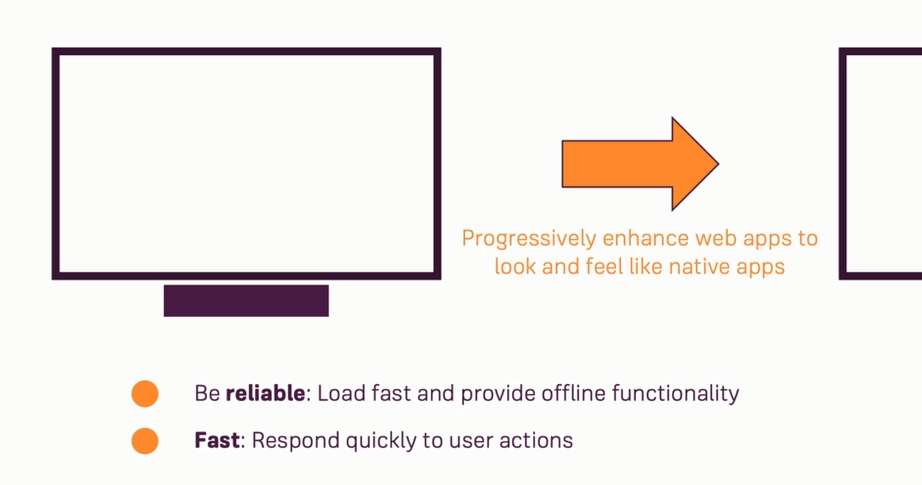 Progressively enhance web apps to
look and feel like native apps
Be reliable: Load fast and provide offline functionality
Fast: Respond quickly to user actions